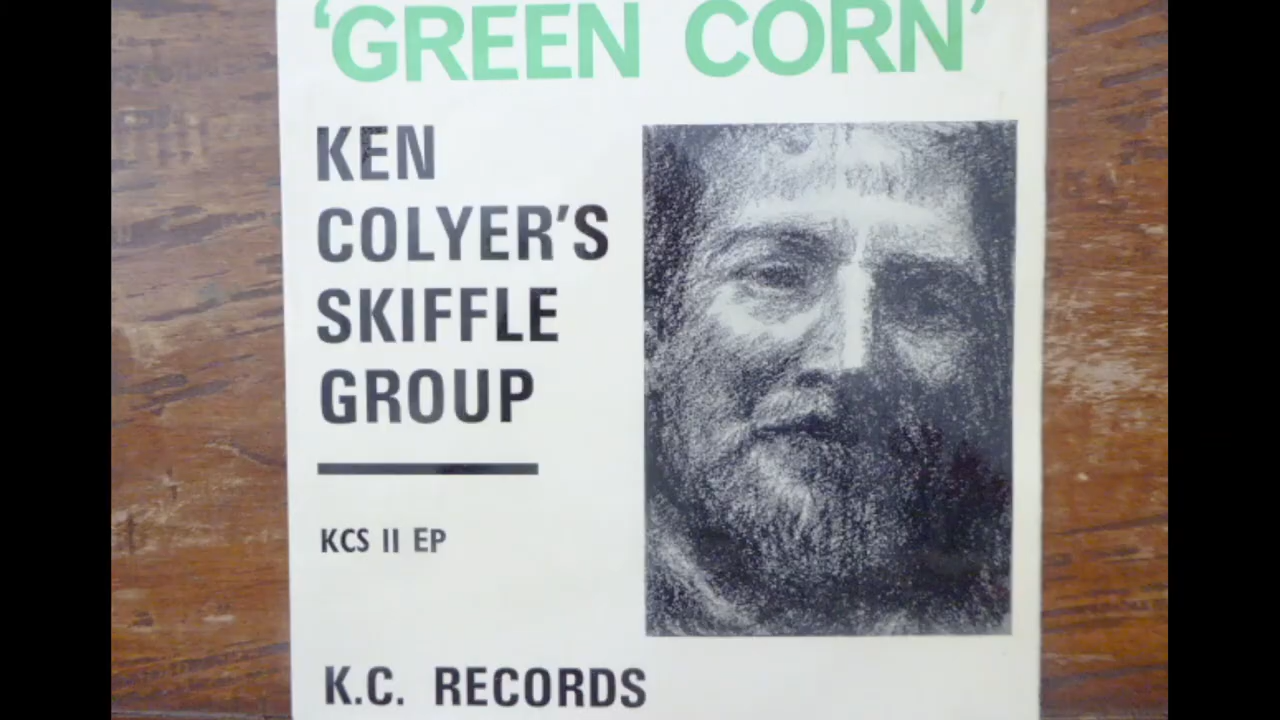 ‘GREEN CORN’
KEN
COLYER’S
SKIFFLE
GROUP
KCS II EP
K.C. RECORDS